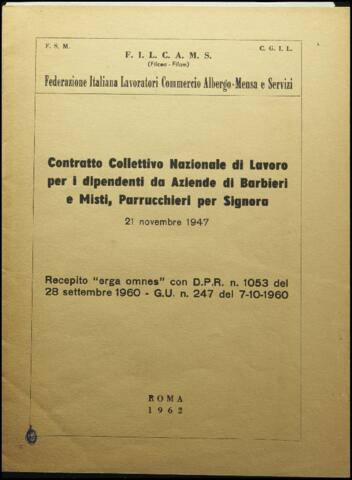 F. S. M.
C. G. I. L.
F. I. L. C. A. M. S.
(Filcea - Filam)
Federazione Italiana Lavoratori Commercio Albergo-Mensa e Servizi
Contratto Collettivo Nazionale di Lavoro
per i dipendenti da Aziende di Barbieri
e Misti, Parrucchieri per Signora
21 novembre 1947
Recepito "erga omnes" con D.P.R. n. 1053 del
28 settembre 1960 - G.U. n. 247 del 7-10-1960
ROMA
1962